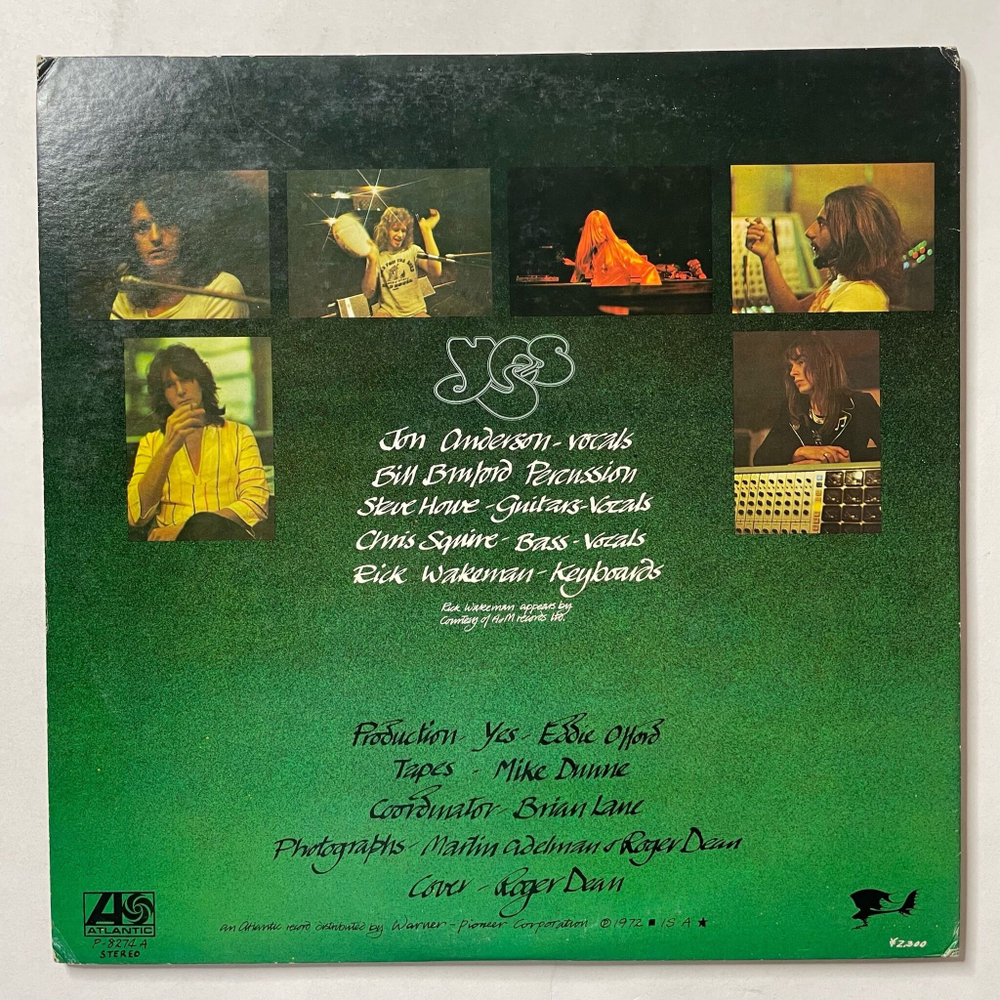 yes
Jon Anderson - vocals
Bill Bruford Percussion
Steve Howe - Guitars - Vocals
Chris Squire - Bass - Vocals
Rick Wakeman - Keyboards
Rick Wakeman appears by
Courtesy of A&M records Ltd.
Production - Yes - Eddie Offord
Tapes - Mike Dunne
Coordinator - Brian Lane
Photographs - Martin Adelman & Roger Dean
Cover - Roger Dean
ATLANTIC
P-8274A
STEREO
an Atlantic record distributed by Warner-Pioneer Corporation ℗1972 ■ IS A ★
¥2,200